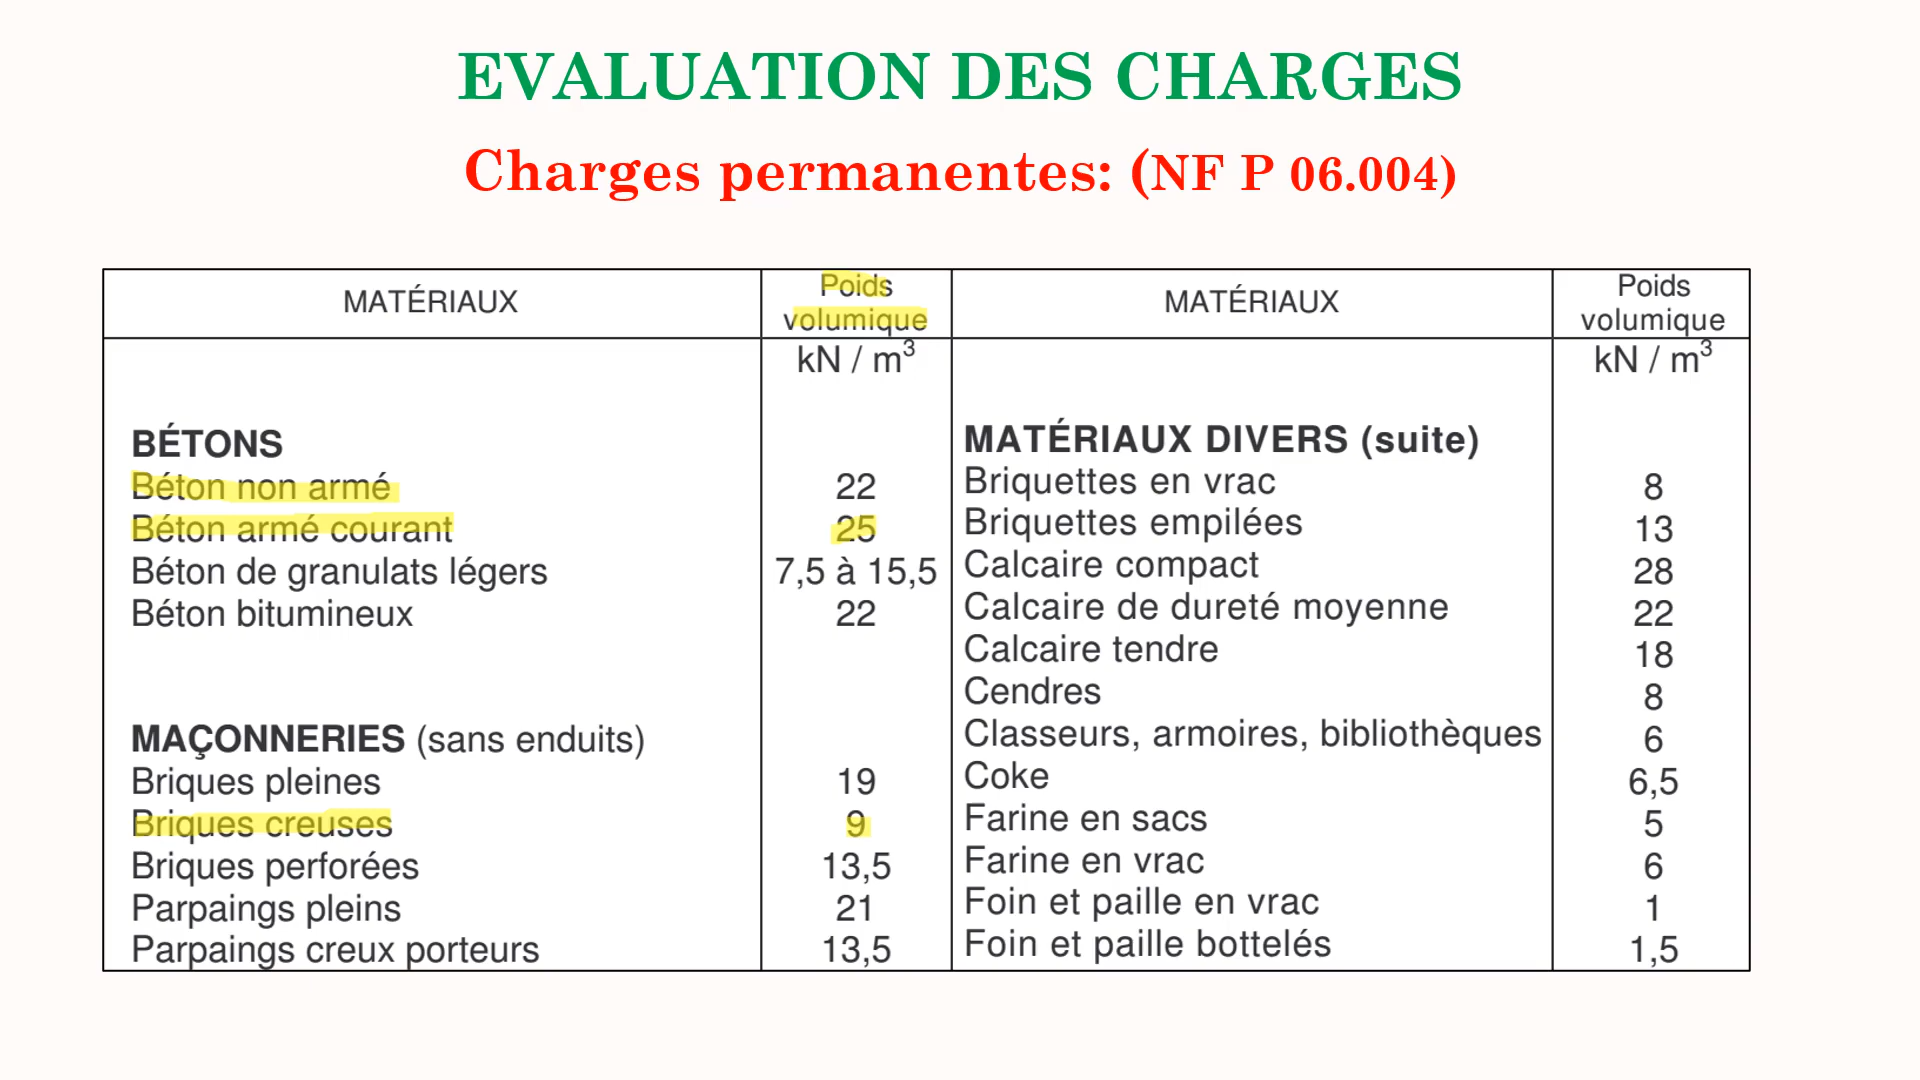 EVALUATION DES CHARGES
Charges permanentes: (NF P 06.004)
MATÉRIAUX
Poids
volumique
MATÉRIAUX
Poids
volumique
kN / m³
kN / m³
BÉTONS
Béton non armé 22
Béton armé courant 25
Béton de granulats légers 7,5 à 15,5
Béton bitumineux 22
MAÇONNERIES (sans enduits)
Briques pleines 19
Briques creuses 9
Briques perforées 13,5
Parpaings pleins 21
Parpaings creux porteurs 13,5
MATÉRIAUX DIVERS (suite)
Briquettes en vrac 8
Briquettes empilées 13
Calcaire compact 28
Calcaire de dureté moyenne 22
Calcaire tendre 18
Cendres 8
Classeurs, armoires, bibliothèques 6
Coke 6,5
Farine en sacs 5
Farine en vrac 6
Foin et paille en vrac 1
Foin et paille bottelés 1,5